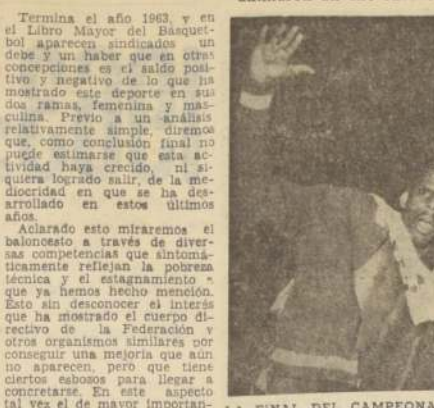 Termina el año 1963, y en
el Libro Mayor del Básquet-
bol aparecen sindicados un
debe y un haber que en otras
concepciones es el saldo posi-
tivo y negativo de lo que ha
mostrado este deporte en sus
dos ramas, femenina y mas-
culina. Previo a un análisis
relativamente simple, diremos
que, como conclusión final no
puede estimarse que esta ac-
tividad haya crecido, ni si-
quiera logrado salir, de la me-
diocridad en que se ha des-
arrollado en estos últimos
años.
Aclarado esto miraremos el
baloncesto a través de diver-
sas competencias que sintomá-
ticamente reflejan la pobreza
técnica y el estagnamiento
que ya hemos hecho mención.
Esto sin desconocer el interés
que ha mostrado el cuerpo di-
rectivo de la Federación y
otros organismos similares por
conseguir una mejoría que aún
no aparecen, pero que tiene
ciertos esbosos para llegar a
concretarse. En este aspecto
tal vez el de mayor importan-
LA FINAL DEL CAMPEONA